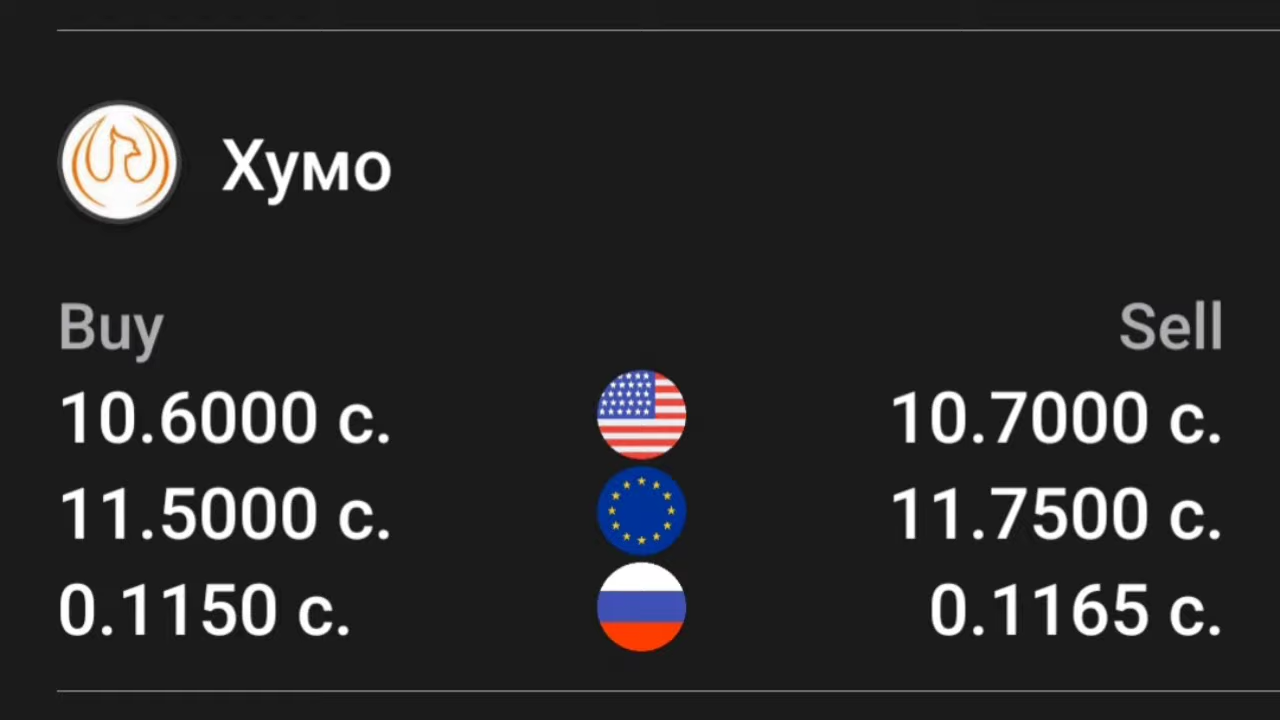 Хумо
Buy Sell
10.6000 с. 10.7000 с.
11.5000 с. 11.7500 с.
0.1150 с. 0.1165 с.